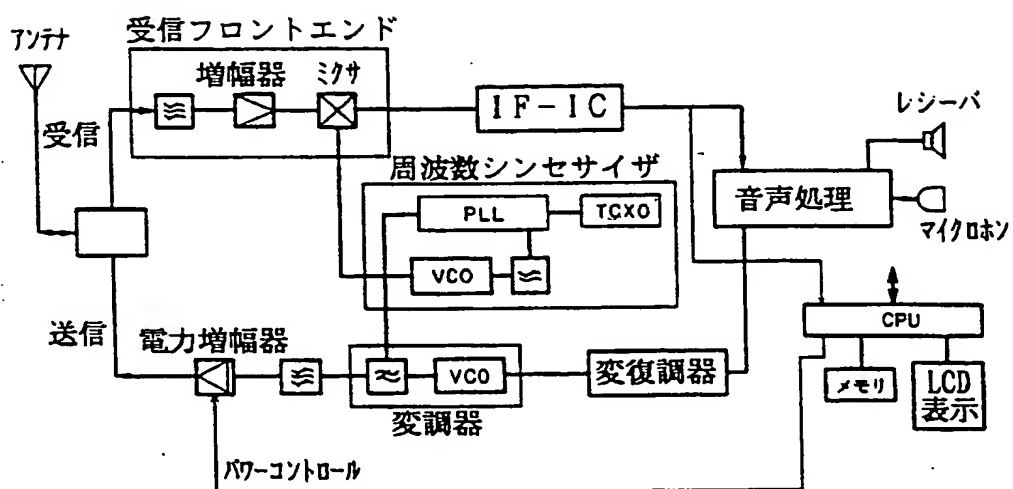 受信フロントエンド
アンテナ
増幅器
ミクサ
IF-IC
レシーバ
受信
周波数シンセサイザ
PLL
TCXO
音声処理
マイクロホン
VCO
CPU
送信
電力増幅器
VCO
変復調器
メモリ
LCD
表示
変調器
パワーコントロール